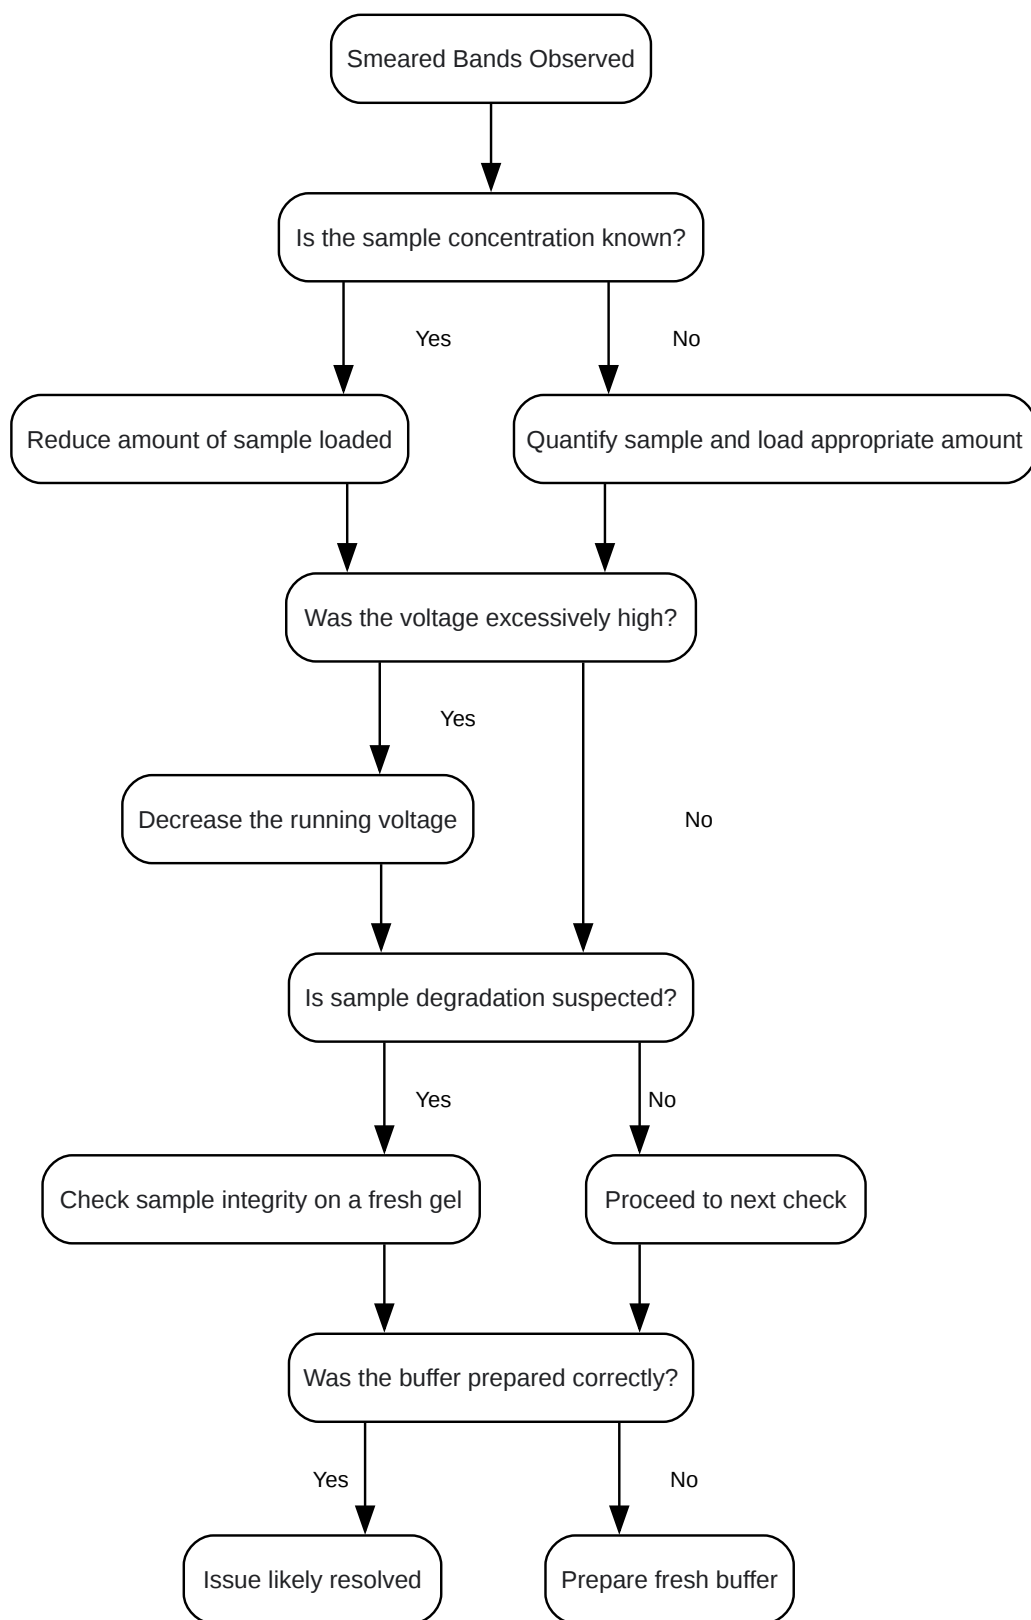 Smeared Bands Observed
Is the sample concentration known?
Yes
No
Reduce amount of sample loaded
Quantify sample and load appropriate amount
Was the voltage excessively high?
Yes
Decrease the running voltage
No
Is sample degradation suspected?
Yes
No
Check sample integrity on a fresh gel
Proceed to next check
Was the buffer prepared correctly?
Yes
No
Issue likely resolved
Prepare fresh buffer